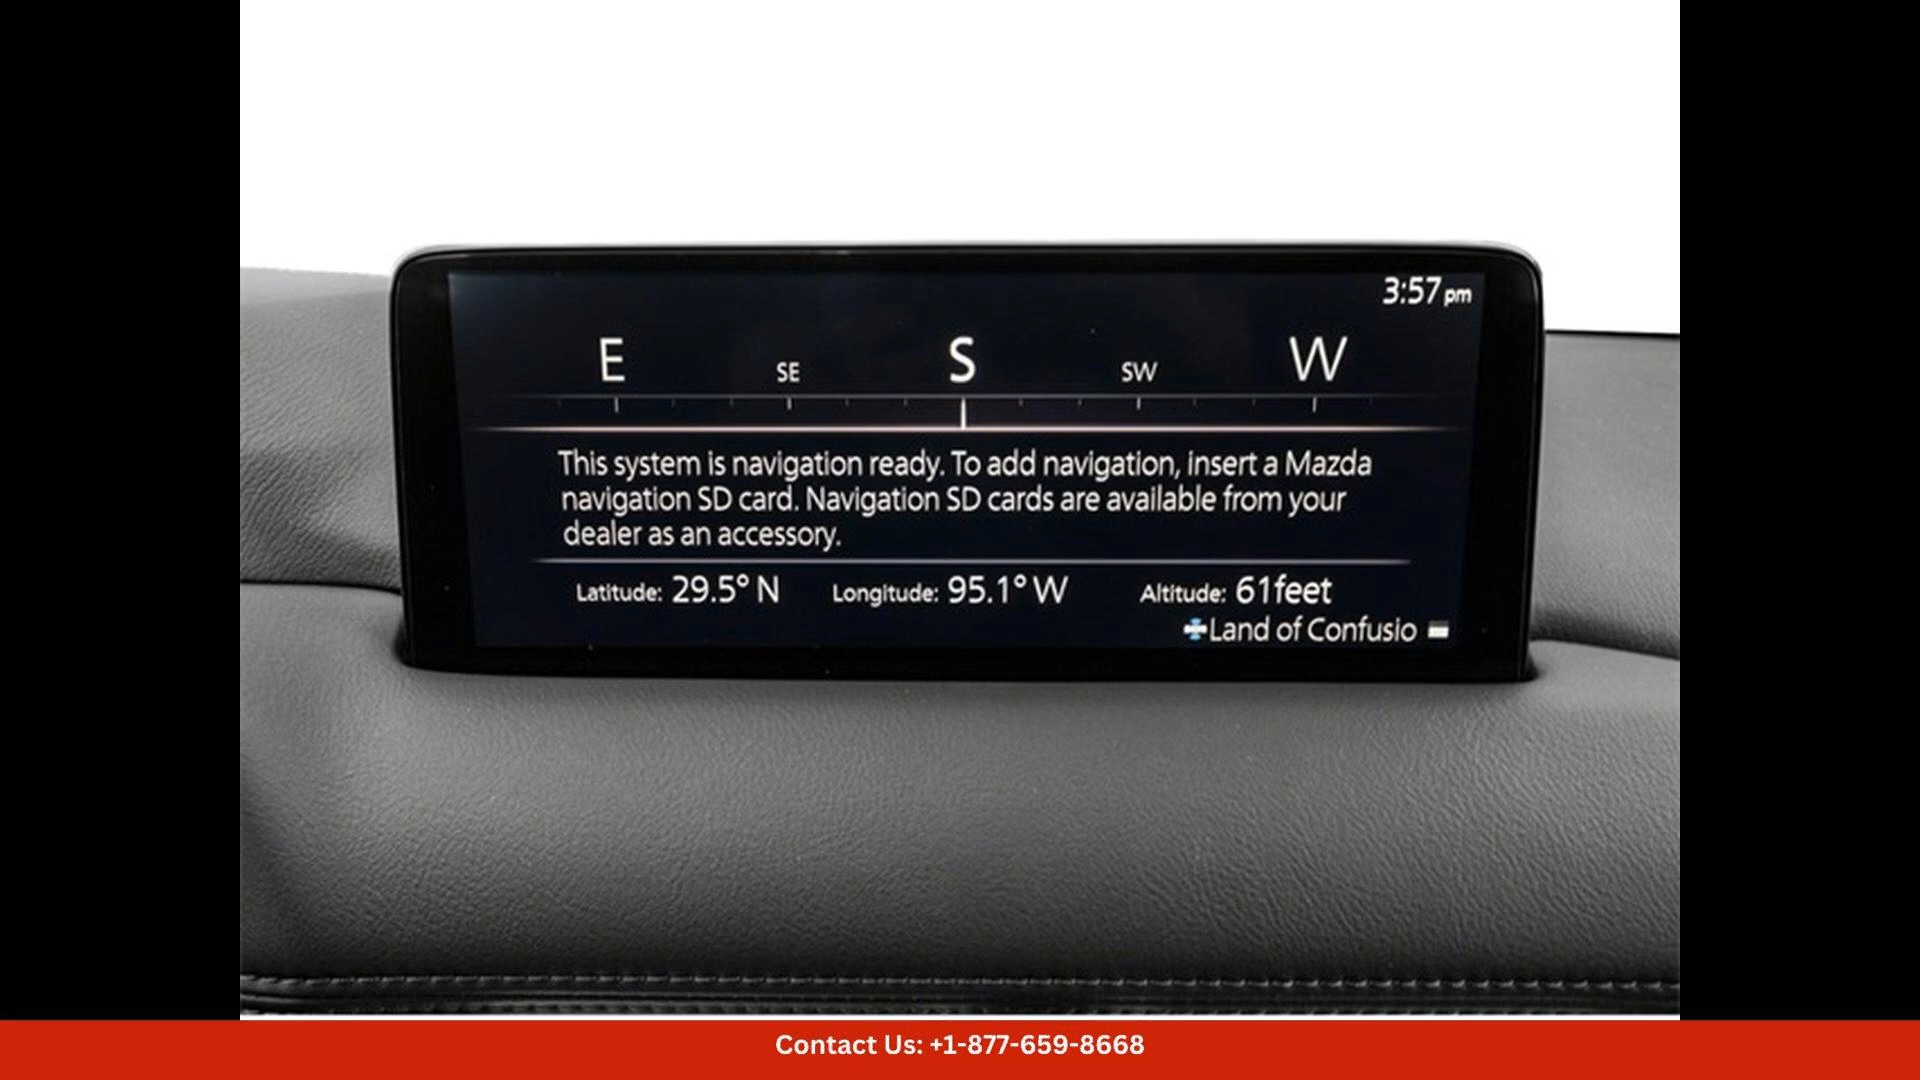 3:57 pm
E SE S SW W
This system is navigation ready. To add navigation, insert a Mazda
navigation SD card. Navigation SD cards are available from your
dealer as an accessory.
Latitude: 29.5° N Longitude: 95.1° W Altitude: 61feet
Land of Confusio
Contact Us: +1-877-659-8668